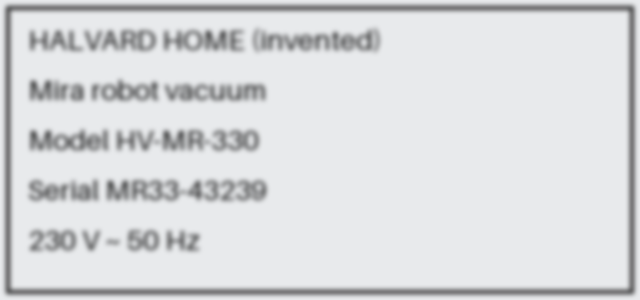 HALVARD HOME (invented)
Mira robot vacuum
Model HV-MR-330
Serial MR33-43239
230 V ~ 50 Hz